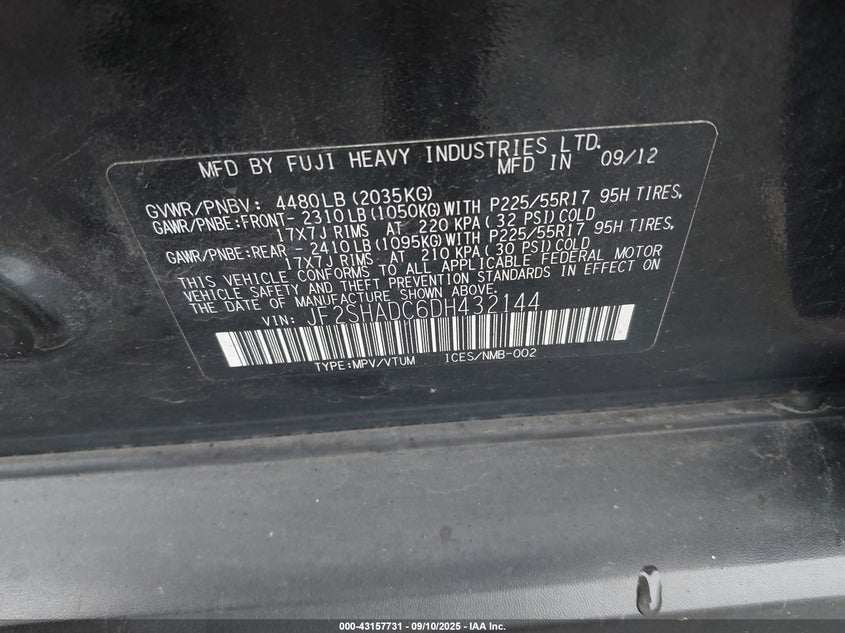 MFD BY FUJI HEAVY INDUSTRIES LTD.
MFD IN 09/12
GVWR/PNBV: 4480LB(2035KG)
GAWR/PNBE:FRONT- 2310LB(1050KG)WITH P225/55R17 95H TIRES,
17X7J RIMS AT 220 KPA(32 PSI)COLD
GAWR/PNBE:REAR - 2410LB(1095KG)WITH P225/55R17 95H TIRES,
17X7J RIMS AT 210 KPA(30 PSI)COLD
THIS VEHICLE CONFORMS TO ALL APPLICABLE FEDERAL MOTOR
VEHICLE SAFETY AND THEFT PREVENTION STANDARDS IN EFFECT ON
THE DATE OF MANUFACTURE SHOWN ABOVE.
VIN: JF2SHADC6DH432144
TYPE:MPV/VTUM ICES/NMB-002
000-43157731 - 09/10/2025 - IAA Inc.